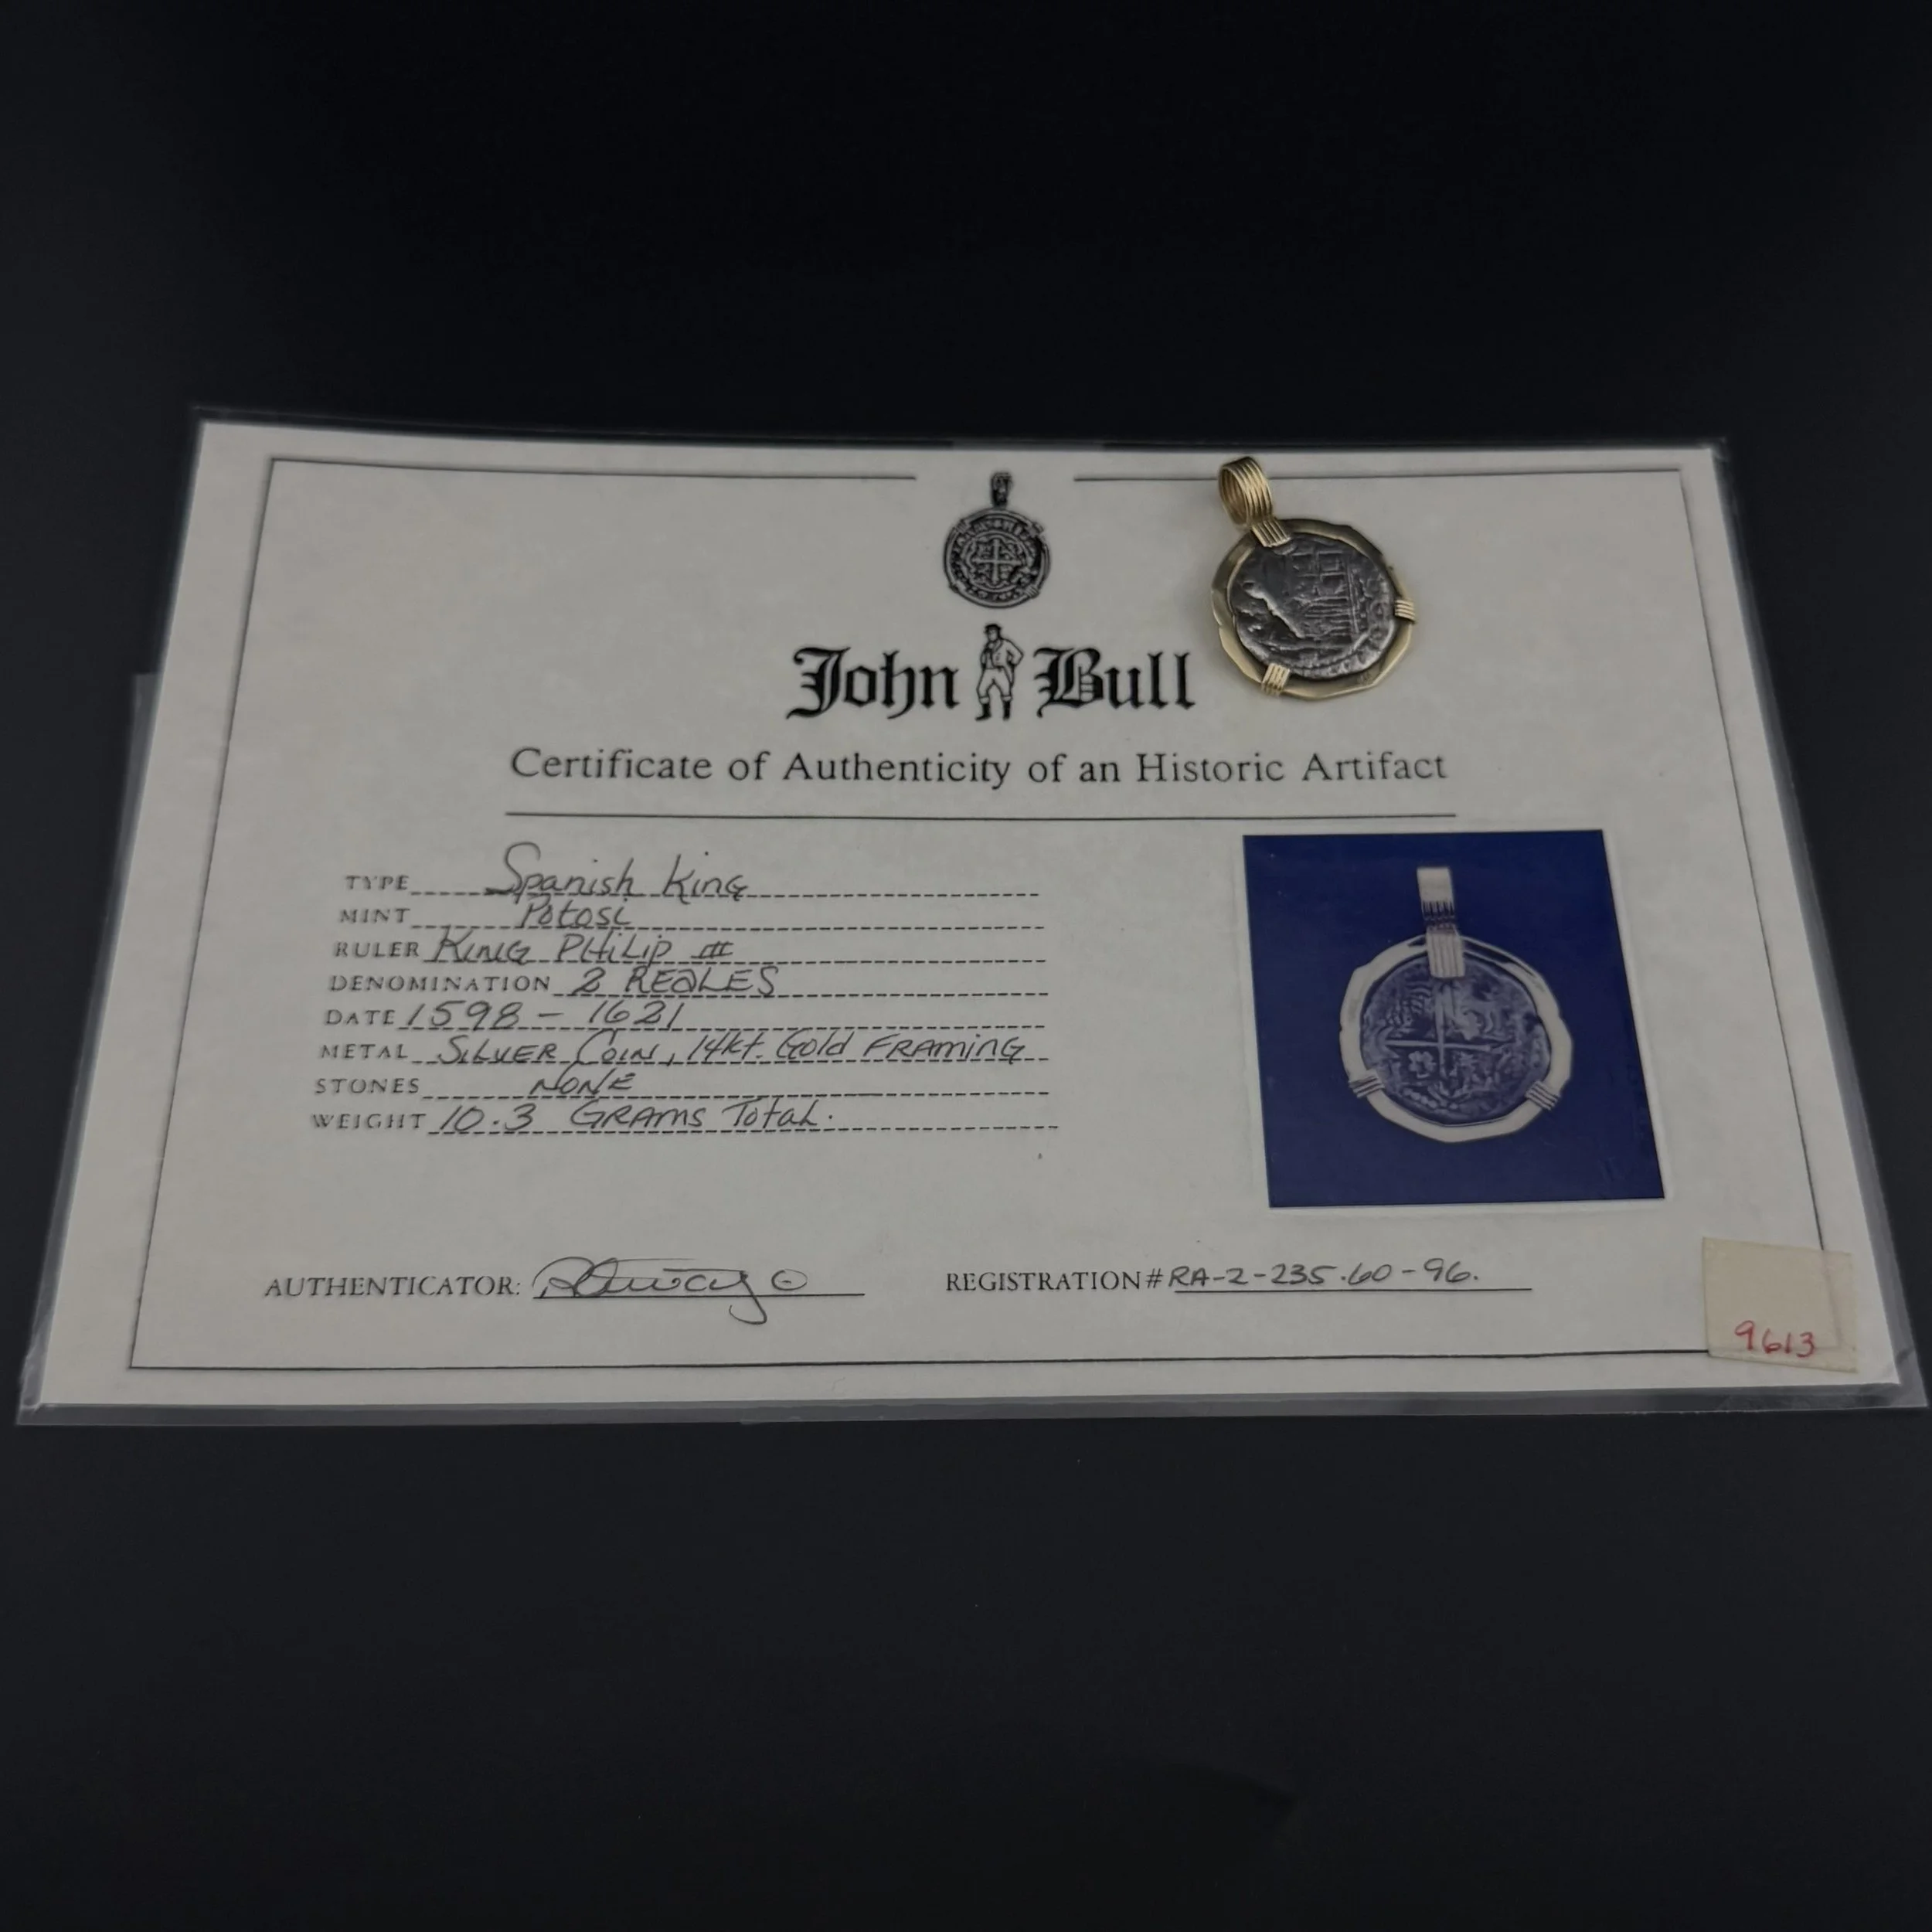 John Bull
Certificate of Authenticity of an Historic Artifact
TYPE Spanish King
MINT Potosi
RULER KING PHILIP III
DENOMINATION 2 REALES
DATE 1598 - 1621
METAL SILVER COIN, 14kt. Gold FRAMING
STONES NONE
WEIGHT 10.3 GRAMS Total.
AUTHENTICATOR:
REGISTRATION# RA-2-235.60-96.
9613